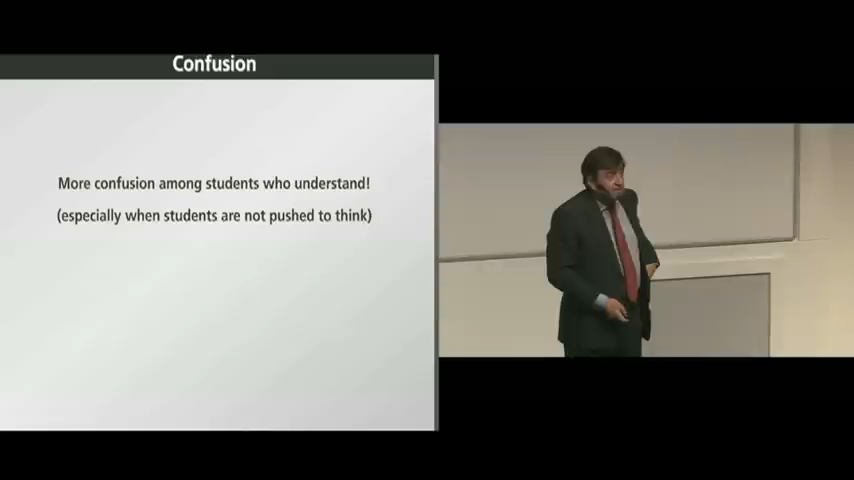 Confusion
More confusion among students who understand!
(especially when students are not pushed to think)